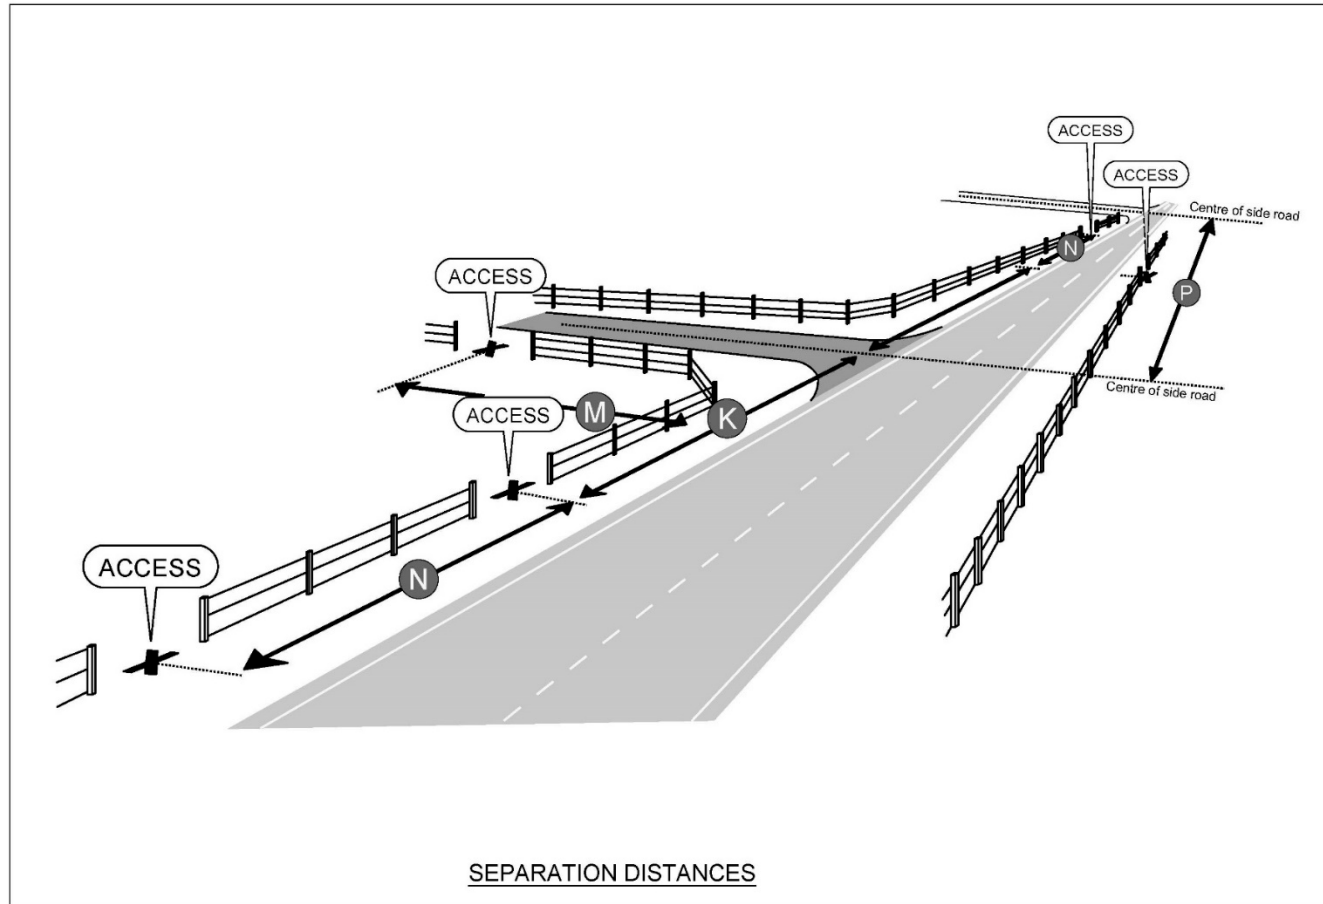 ACCESS
ACCESS
Centre of side road
ACCESS
N
P
Centre of side road
M
K
ACCESS
ACCESS
N
SEPARATION DISTANCES